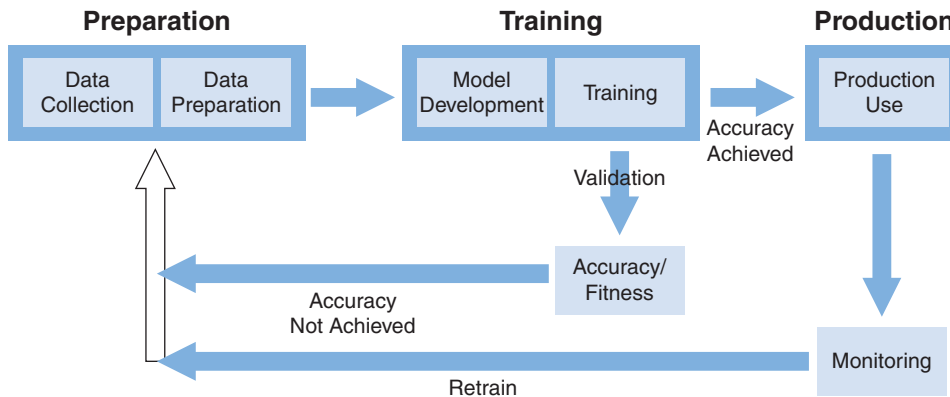 Preparation
Training
Production
Data
Collection
Data
Preparation
Model
Development
Training
Production
Use
Accuracy
Achieved
Validation
Accuracy/
Fitness
Accuracy
Not Achieved
Monitoring
Retrain